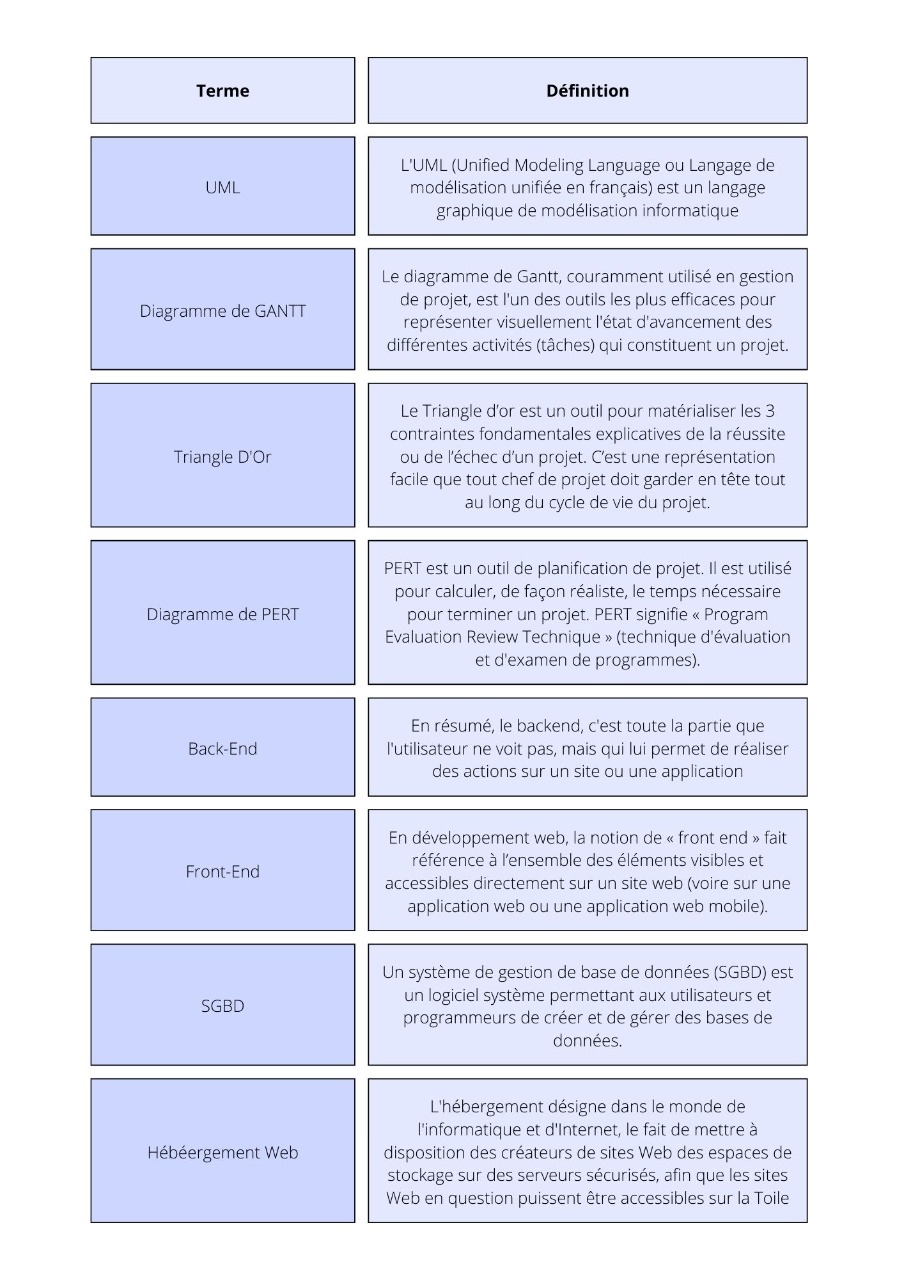 Terme
Définition
UML
L'UML (Unified Modeling Language ou Langage de
modélisation unifiée en français) est un langage
graphique de modélisation informatique
Diagramme de GANTT
Le diagramme de Gantt, couramment utilisé en gestion
de projet, est l'un des outils les plus efficaces pour
représenter visuellement l'état d'avancement des
différentes activités (tâches) qui constituent un projet.
Triangle D'Or
Le Triangle d’or est un outil pour matérialiser les 3
contraintes fondamentales explicatives de la réussite
ou de l’échec d’un projet. C’est une représentation
facile que tout chef de projet doit garder en tête tout
au long du cycle de vie du projet.
Diagramme de PERT
PERT est un outil de planification de projet. Il est utilisé
pour calculer, de façon réaliste, le temps nécessaire
pour terminer un projet. PERT signifie « Program
Evaluation Review Technique » (technique d'évaluation
et d'examen de programmes).
Back-End
En résumé, le backend, c'est toute la partie que
l'utilisateur ne voit pas, mais qui lui permet de réaliser
des actions sur un site ou une application
Front-End
En développement web, la notion de « front end » fait
référence à l’ensemble des éléments visibles et
accessibles directement sur un site web (voire sur une
application web ou une application web mobile).
SGBD
Un système de gestion de base de données (SGBD) est
un logiciel système permettant aux utilisateurs et
programmeurs de créer et de gérer des bases de
données.
Hébéergement Web
L'hébergement désigne dans le monde de
l'informatique et d'Internet, le fait de mettre à
disposition des créateurs de sites Web des espaces de
stockage sur des serveurs sécurisés, afin que les sites
Web en question puissent être accessibles sur la Toile